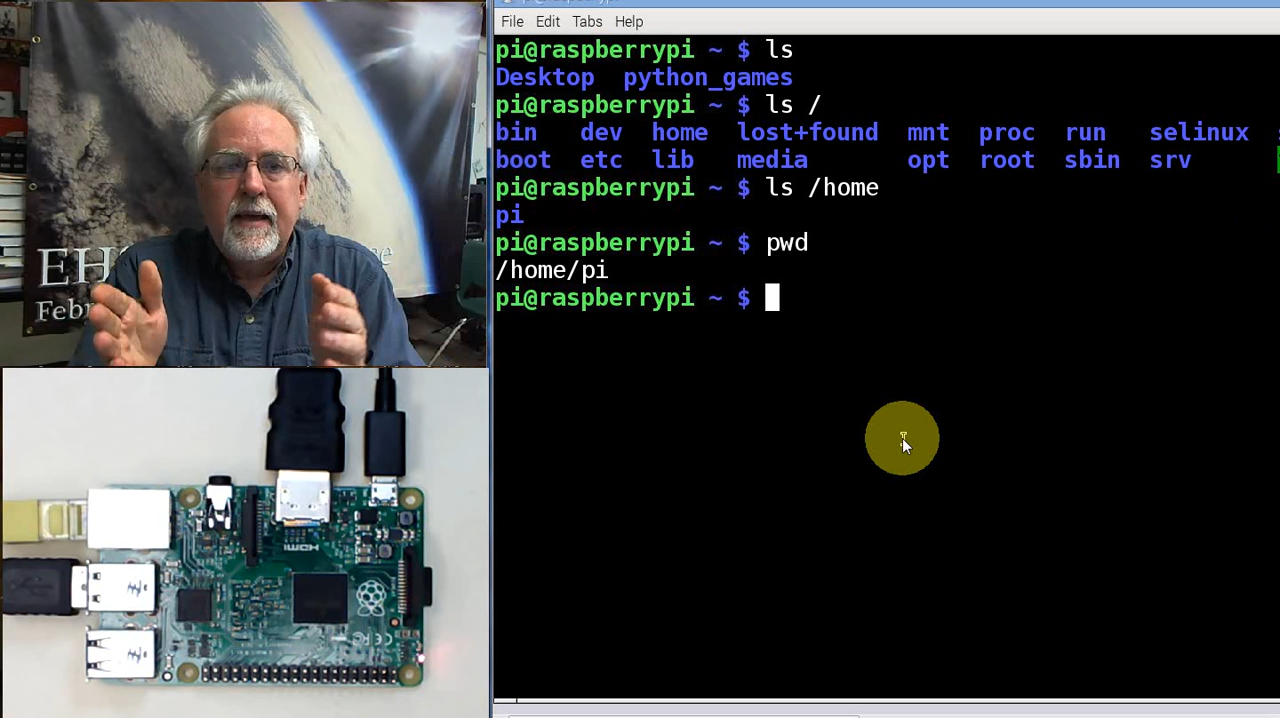 File Edit Tabs Help
pi@raspberrypi ~ $ ls
Desktop python_games
pi@raspberrypi ~ $ ls /
bin dev home lost+found mnt proc run selinux
boot etc lib media opt root sbin srv
pi@raspberrypi ~ $ ls /home
pi
pi@raspberrypi ~ $ pwd
/home/pi
pi@raspberrypi ~ $
HDMI